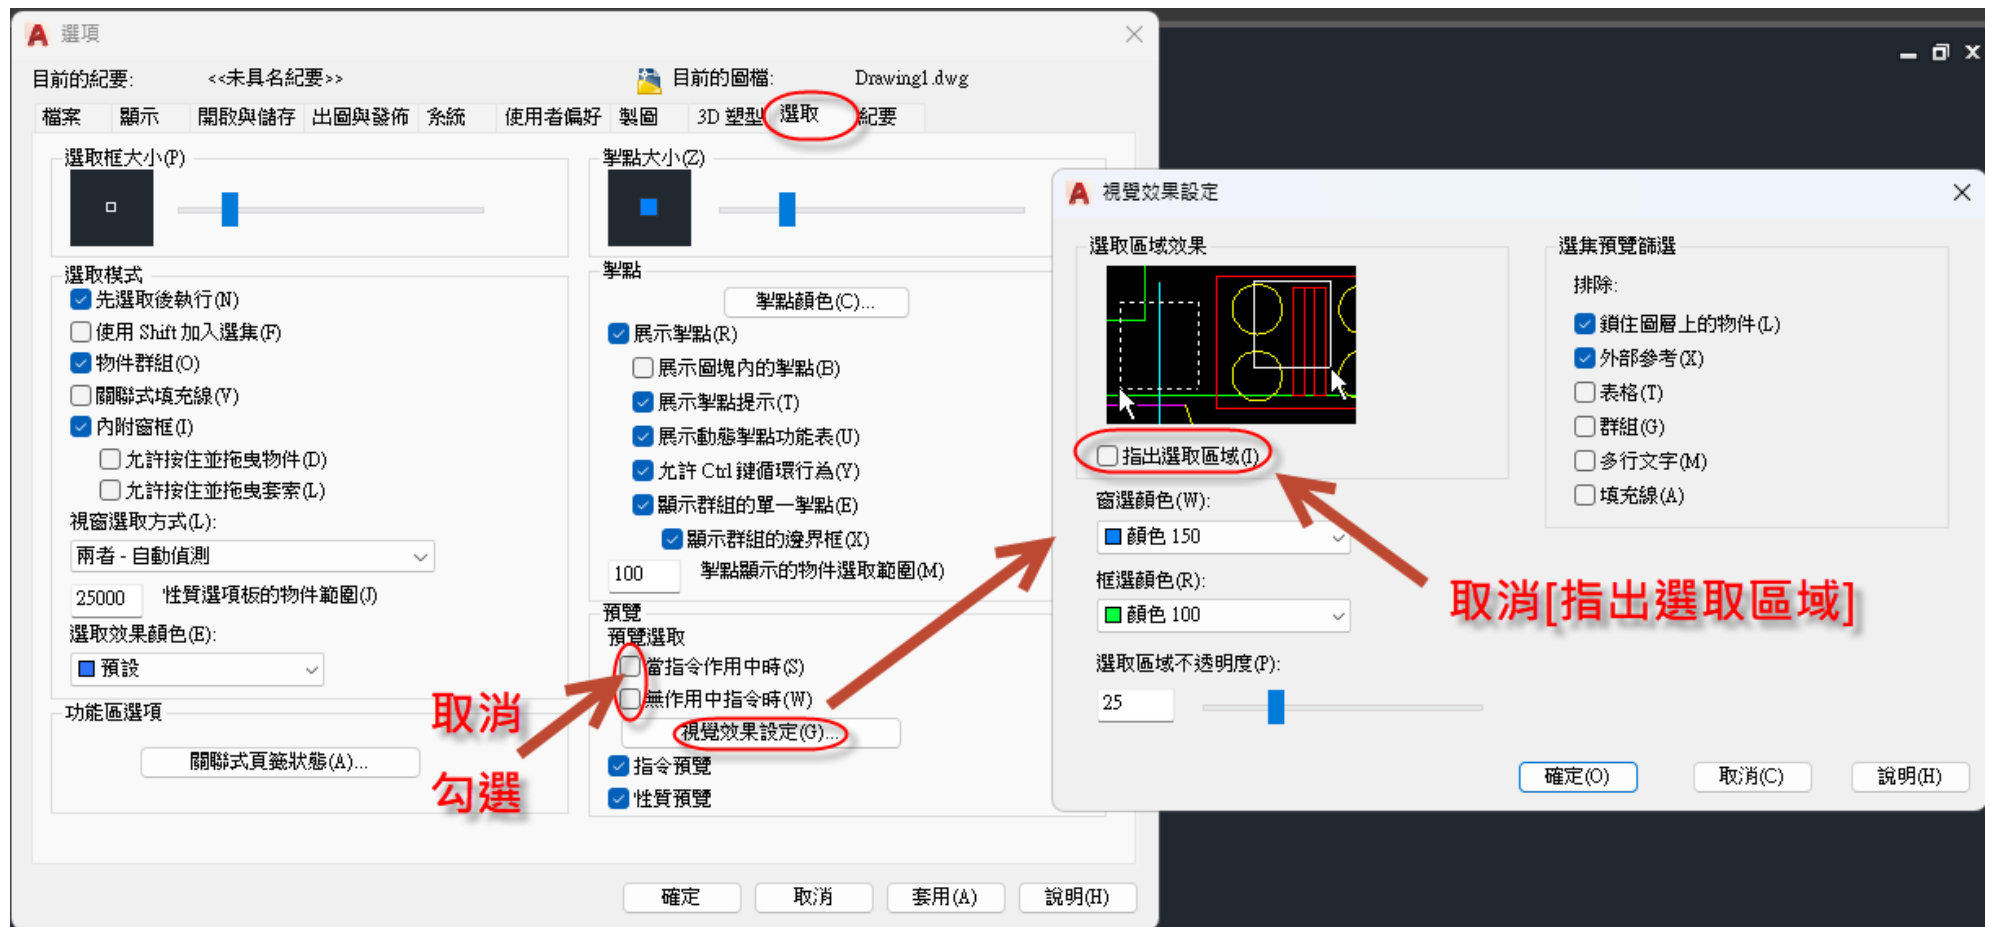 選項
目前的紀要: <<未具名紀要>> 目前的圖檔: Drawing1.dwg
檔案 顯示 開啟與儲存 出圖與發佈 系統 使用者偏好 製圖 3D 塑型 選取 紀要
選取框大小(P)
選取模式
先選取後執行(N)
使用 Shift 加入選集(F)
物件群組(O)
關聯式填充線(V)
內附窗框(I)
允許按住並拖曳物件(D)
允許按住並拖曳套索(L)
視窗選取方式(L):
兩者 - 自動偵測
25000 性質選項板的物件範圍(J)
選取效果顏色(E):
預設
功能區選項
關聯式頁籤狀態(A)...
掣點大小(Z)
掣點
掣點顏色(C)...
展示掣點(R)
展示圖塊內的掣點(B)
展示掣點提示(T)
展示動態掣點功能表(U)
允許 Ctrl 鍵循環行為(Y)
顯示群組的單一掣點(E)
顯示群組的邊界框(X)
100 掣點顯示的物件選取範圍(M)
預覽
預覽選取
當指令作用中時(S)
無作用中指令時(W)
視覺效果設定(G)...
指令預覽
性質預覽
取消
勾選
確定 取消 套用(A) 說明(H)
視覺效果設定
選取區域效果
指出選取區域(I)
窗選顏色(W):
顏色 150
框選顏色(R):
顏色 100
選取區域不透明度(P):
25
選集預覽篩選
排除:
鎖住圖層上的物件(L)
外部參考(X)
表格(T)
群組(G)
多行文字(M)
填充線(A)
取消[指出選取區域]
確定(O) 取消(C) 說明(H)